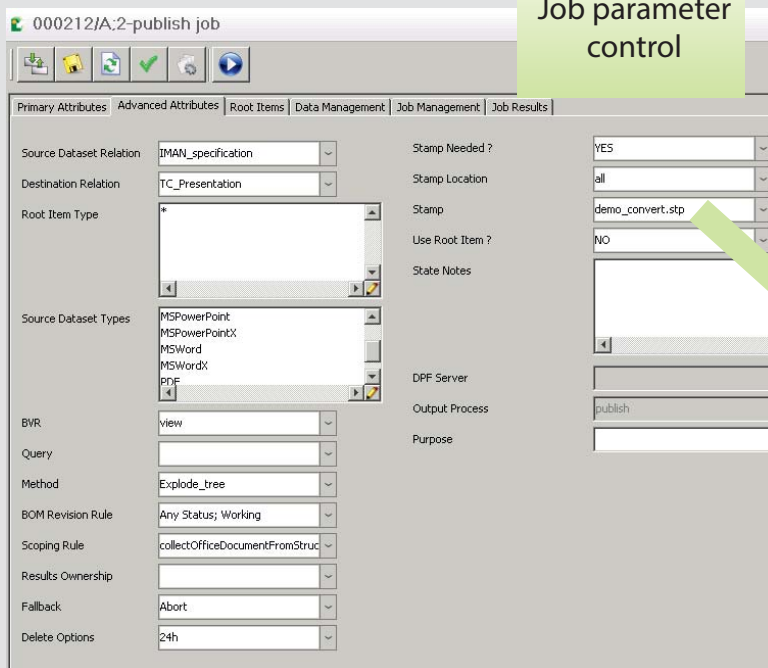 000212/A;2-publish job
Job parameter
control
Primary Attributes Advanced Attributes Root Items Data Management Job Management Job Results
Source Dataset Relation IMAN_specification
Destination Relation TC_Presentation
Root Item Type *
Source Dataset Types MSPowerPoint
MSPowerPointX
MSWord
MSWordX
PDF
BVR view
Query
Method Explode_tree
BOM Revision Rule Any Status; Working
Scoping Rule collectOfficeDocumentFromStruc
Results Ownership
Fallback Abort
Delete Options 24h
Stamp Needed ? YES
Stamp Location all
Stamp demo_convert.stp
Use Root Item ? NO
State Notes
DPF Server
Output Process publish
Purpose